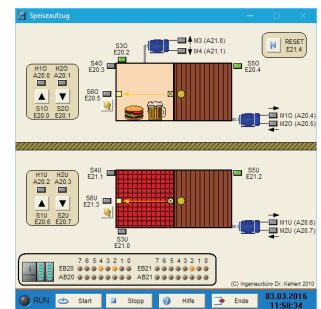 Speiseaufzug
S3O
E20.2
M3 (A21.0)
M4 (A21.1)
RESET
E21.4
S4O
E20.3
S5O
E20.4
H1O H2O
A20.0 A20.1
S6O
E20.5
S1O S2O
E20.0 E20.1
M1O (A20.4)
M2O (A20.5)
S4U
E21.1
S5U
E21.2
H1U H2U
A20.2 A20.3
S6U
E21.3
S1U S2U
E20.6 E20.7
M1U (A20.6)
M2U (A20.7)
S3U
E21.0
7 6 5 4 3 2 1 0 7 6 5 4 3 2 1 0
EB20 EB21
AB20 AB21
(C) Ingenieurbüro Dr. Kahlert 2010
RUN Start Stopp Hilfe Ende 03.03.2016
11:58:34